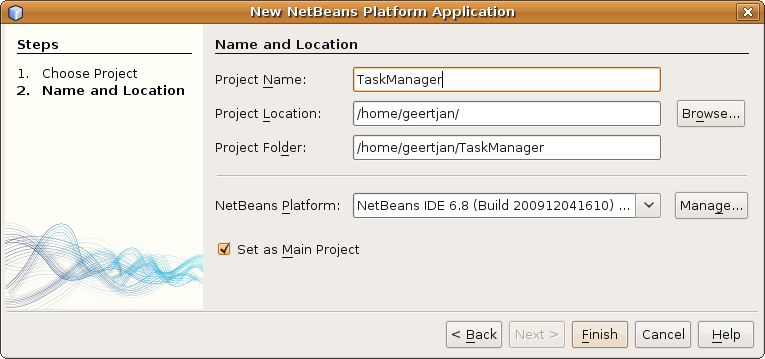 New NetBeans Platform Application
Steps
1. Choose Project
2. Name and Location
Name and Location
Project Name: TaskManager
Project Location: /home/geertjan/ Browse...
Project Folder: /home/geertjan/TaskManager
NetBeans Platform: NetBeans IDE 6.8 (Build 200912041610) ... Manage...
Set as Main Project
< Back Next > Finish Cancel Help